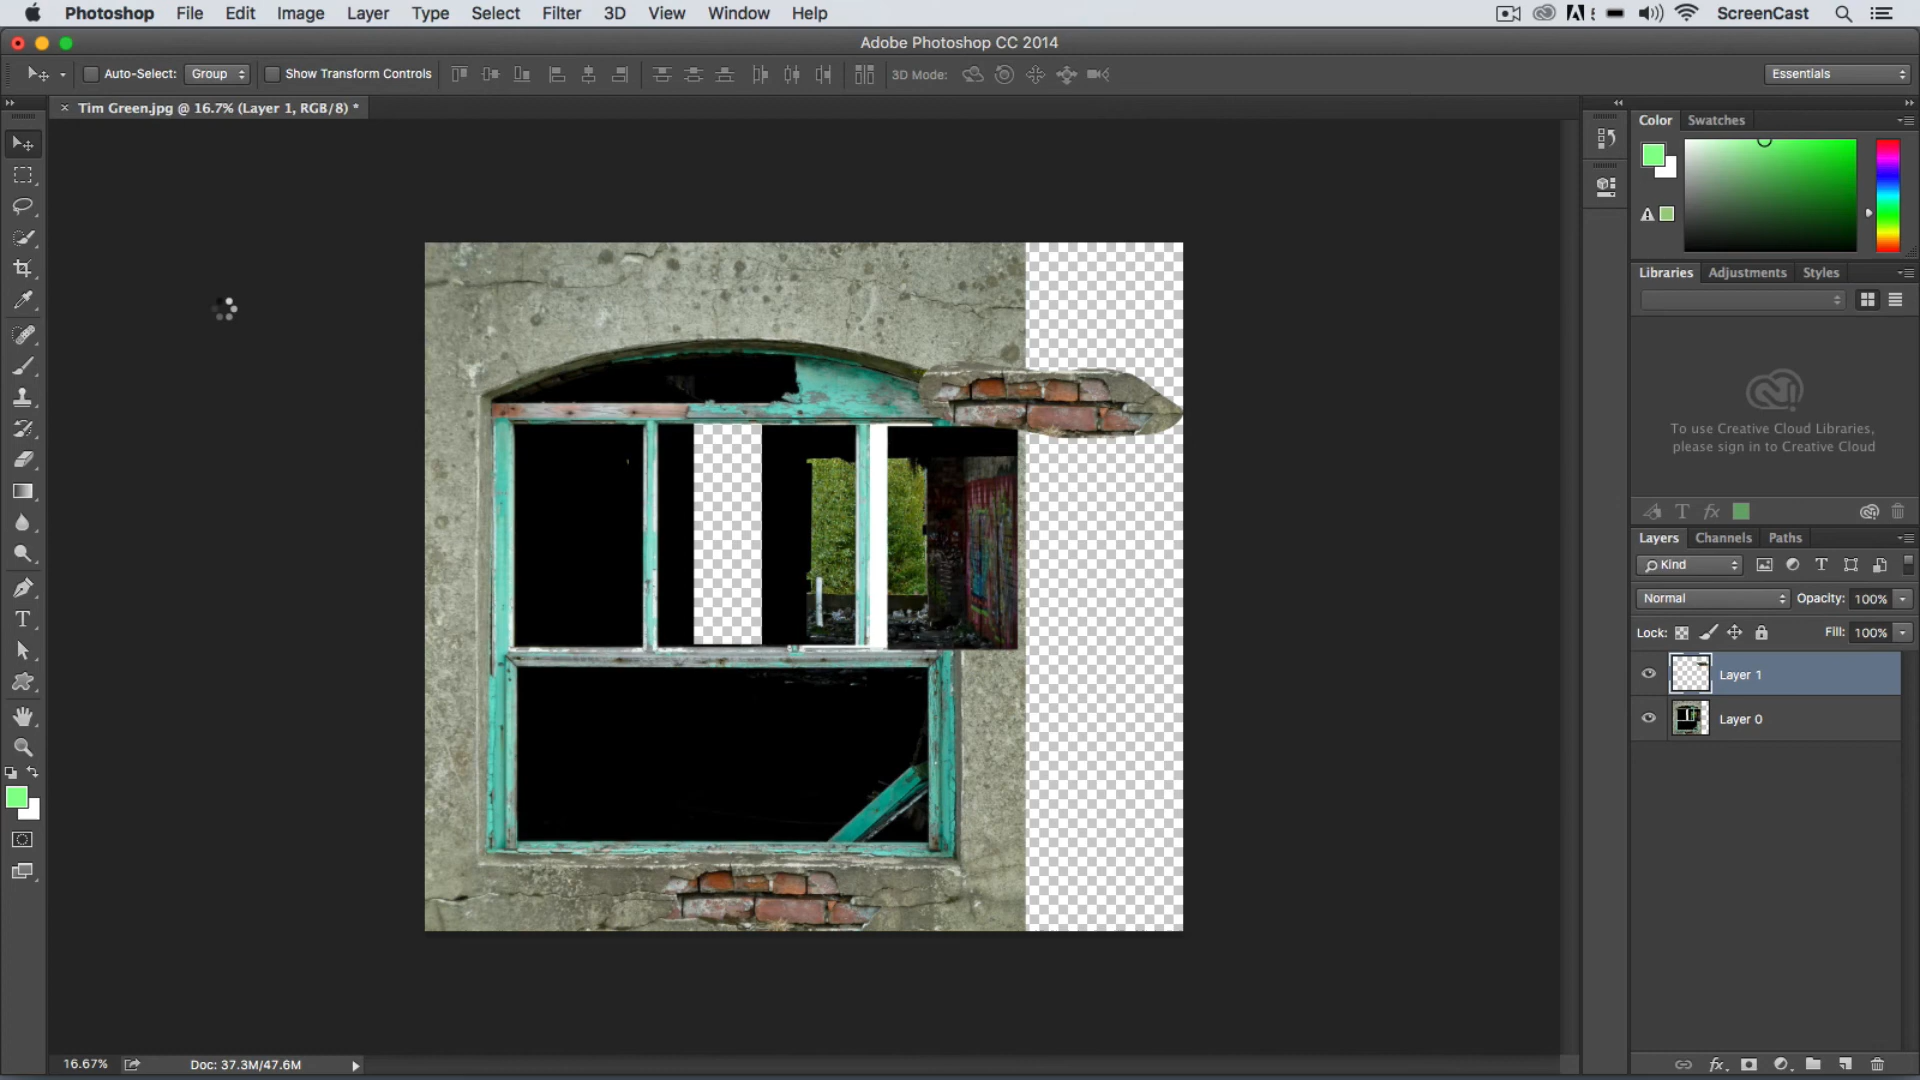 Photoshop File Edit Image Layer Type Select Filter 3D View Window Help ScreenCast
Adobe Photoshop CC 2014
Auto-Select: Group Show Transform Controls 3D Mode: Essentials
× Tim Green.jpg @ 16.7% (Layer 1, RGB/8) *
Color Swatches
Libraries Adjustments Styles
To use Creative Cloud Libraries,
please sign in to Creative Cloud
Layers Channels Paths
Kind
Normal Opacity: 100%
Lock: Fill: 100%
Layer 1
Layer 0
16.67% Doc: 37.3M/47.6M